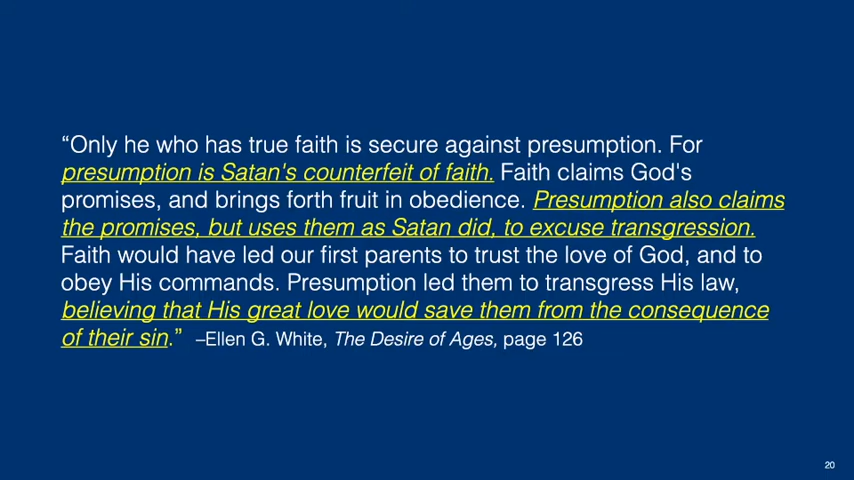 “Only he who has true faith is secure against presumption. For
presumption is Satan's counterfeit of faith. Faith claims God's
promises, and brings forth fruit in obedience. Presumption also claims
the promises, but uses them as Satan did, to excuse transgression.
Faith would have led our first parents to trust the love of God, and to
obey His commands. Presumption led them to transgress His law,
believing that His great love would save them from the consequence
of their sin.” –Ellen G. White, The Desire of Ages, page 126
20